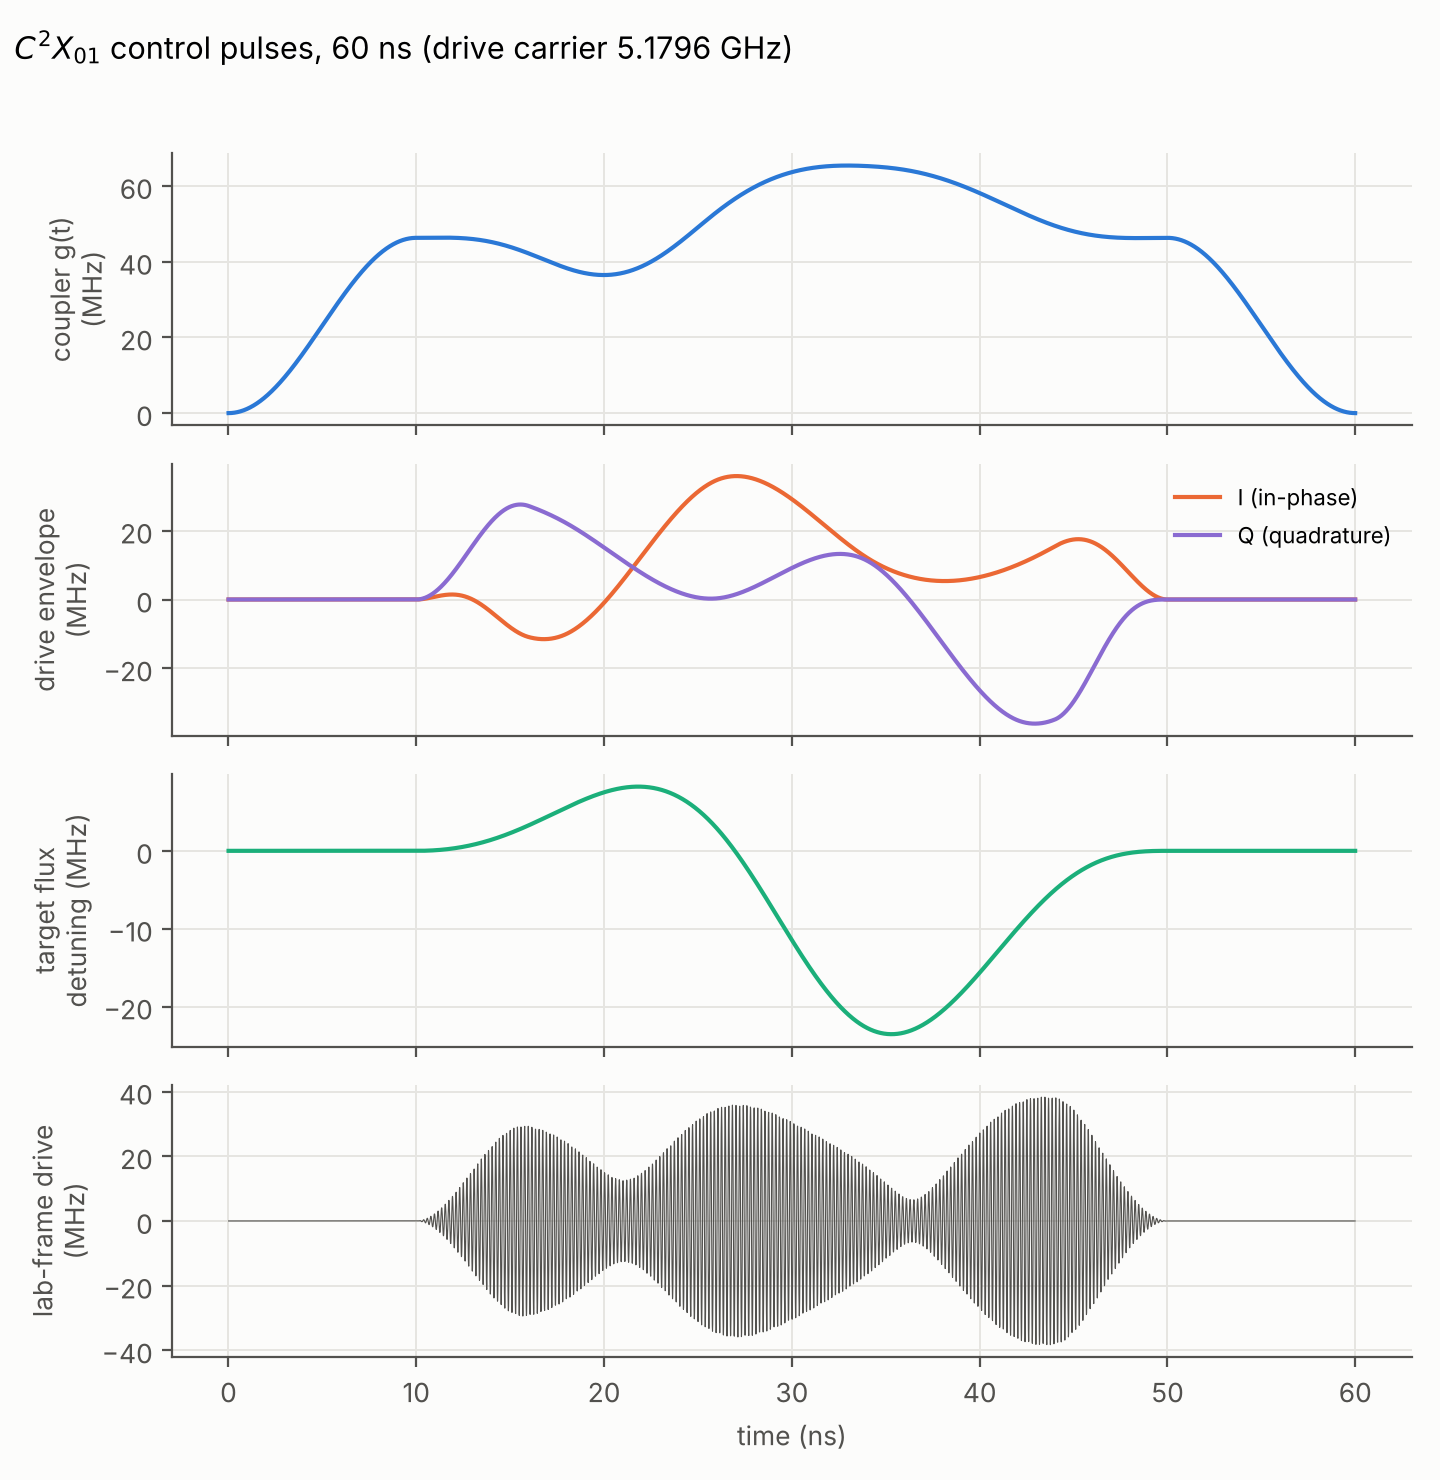 C²X₀₁ control pulses, 60 ns (drive carrier 5.1796 GHz)
coupler g(t)
(MHz)
60
40
20
0
drive envelope
(MHz)
20
0
−20
I (in-phase)
Q (quadrature)
target flux
detuning (MHz)
0
−10
−20
lab-frame drive
(MHz)
40
20
0
−20
−40
0 10 20 30 40 50 60
time (ns)